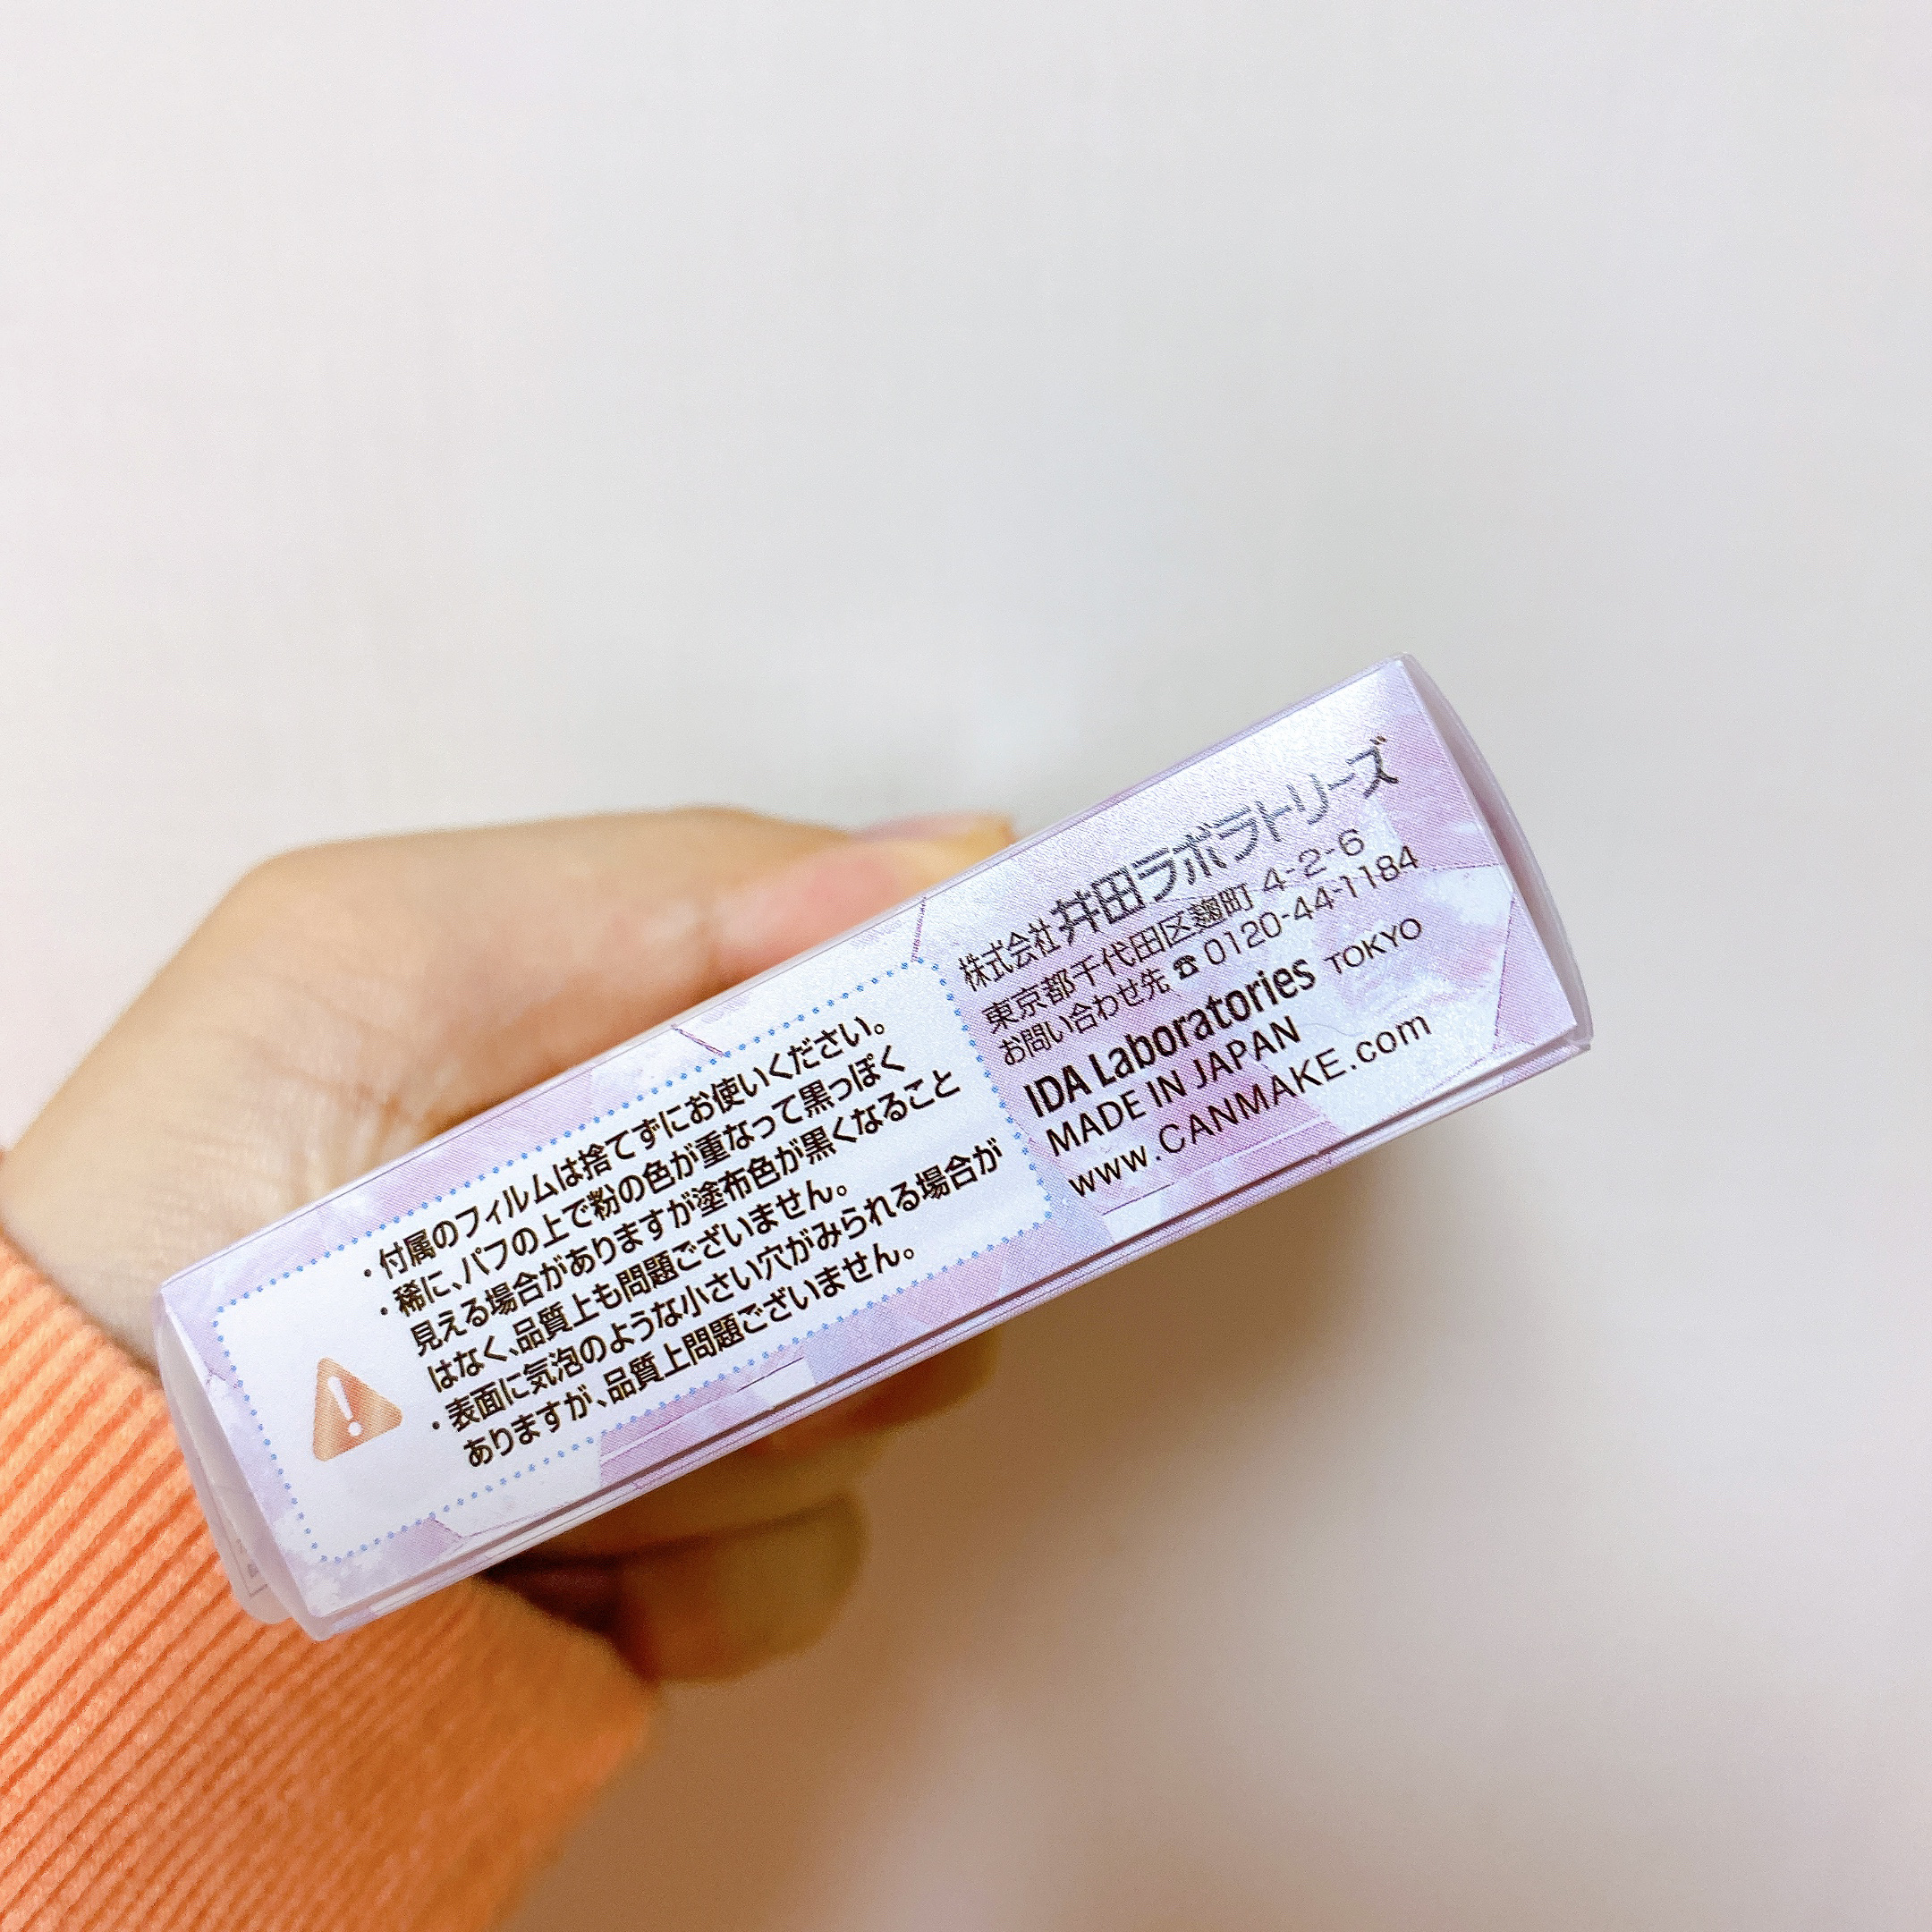 ・付属のフィルムは捨てずにお使いください。
・稀に、パフの上で粉の色が重なって黒っぽく
見える場合がありますが塗布色が黒くなること
はなく、品質上も問題ございません。
・表面に気泡のような小さい穴がみられる場合が
ありますが、品質上問題ございません。
株式会社井田ラボラトリーズ
東京都千代田区麹町 4-2-6
お問い合わせ先 ☎ 0120-44-1184
IDA Laboratories TOKYO
MADE IN JAPAN
www.CANMAKE.com